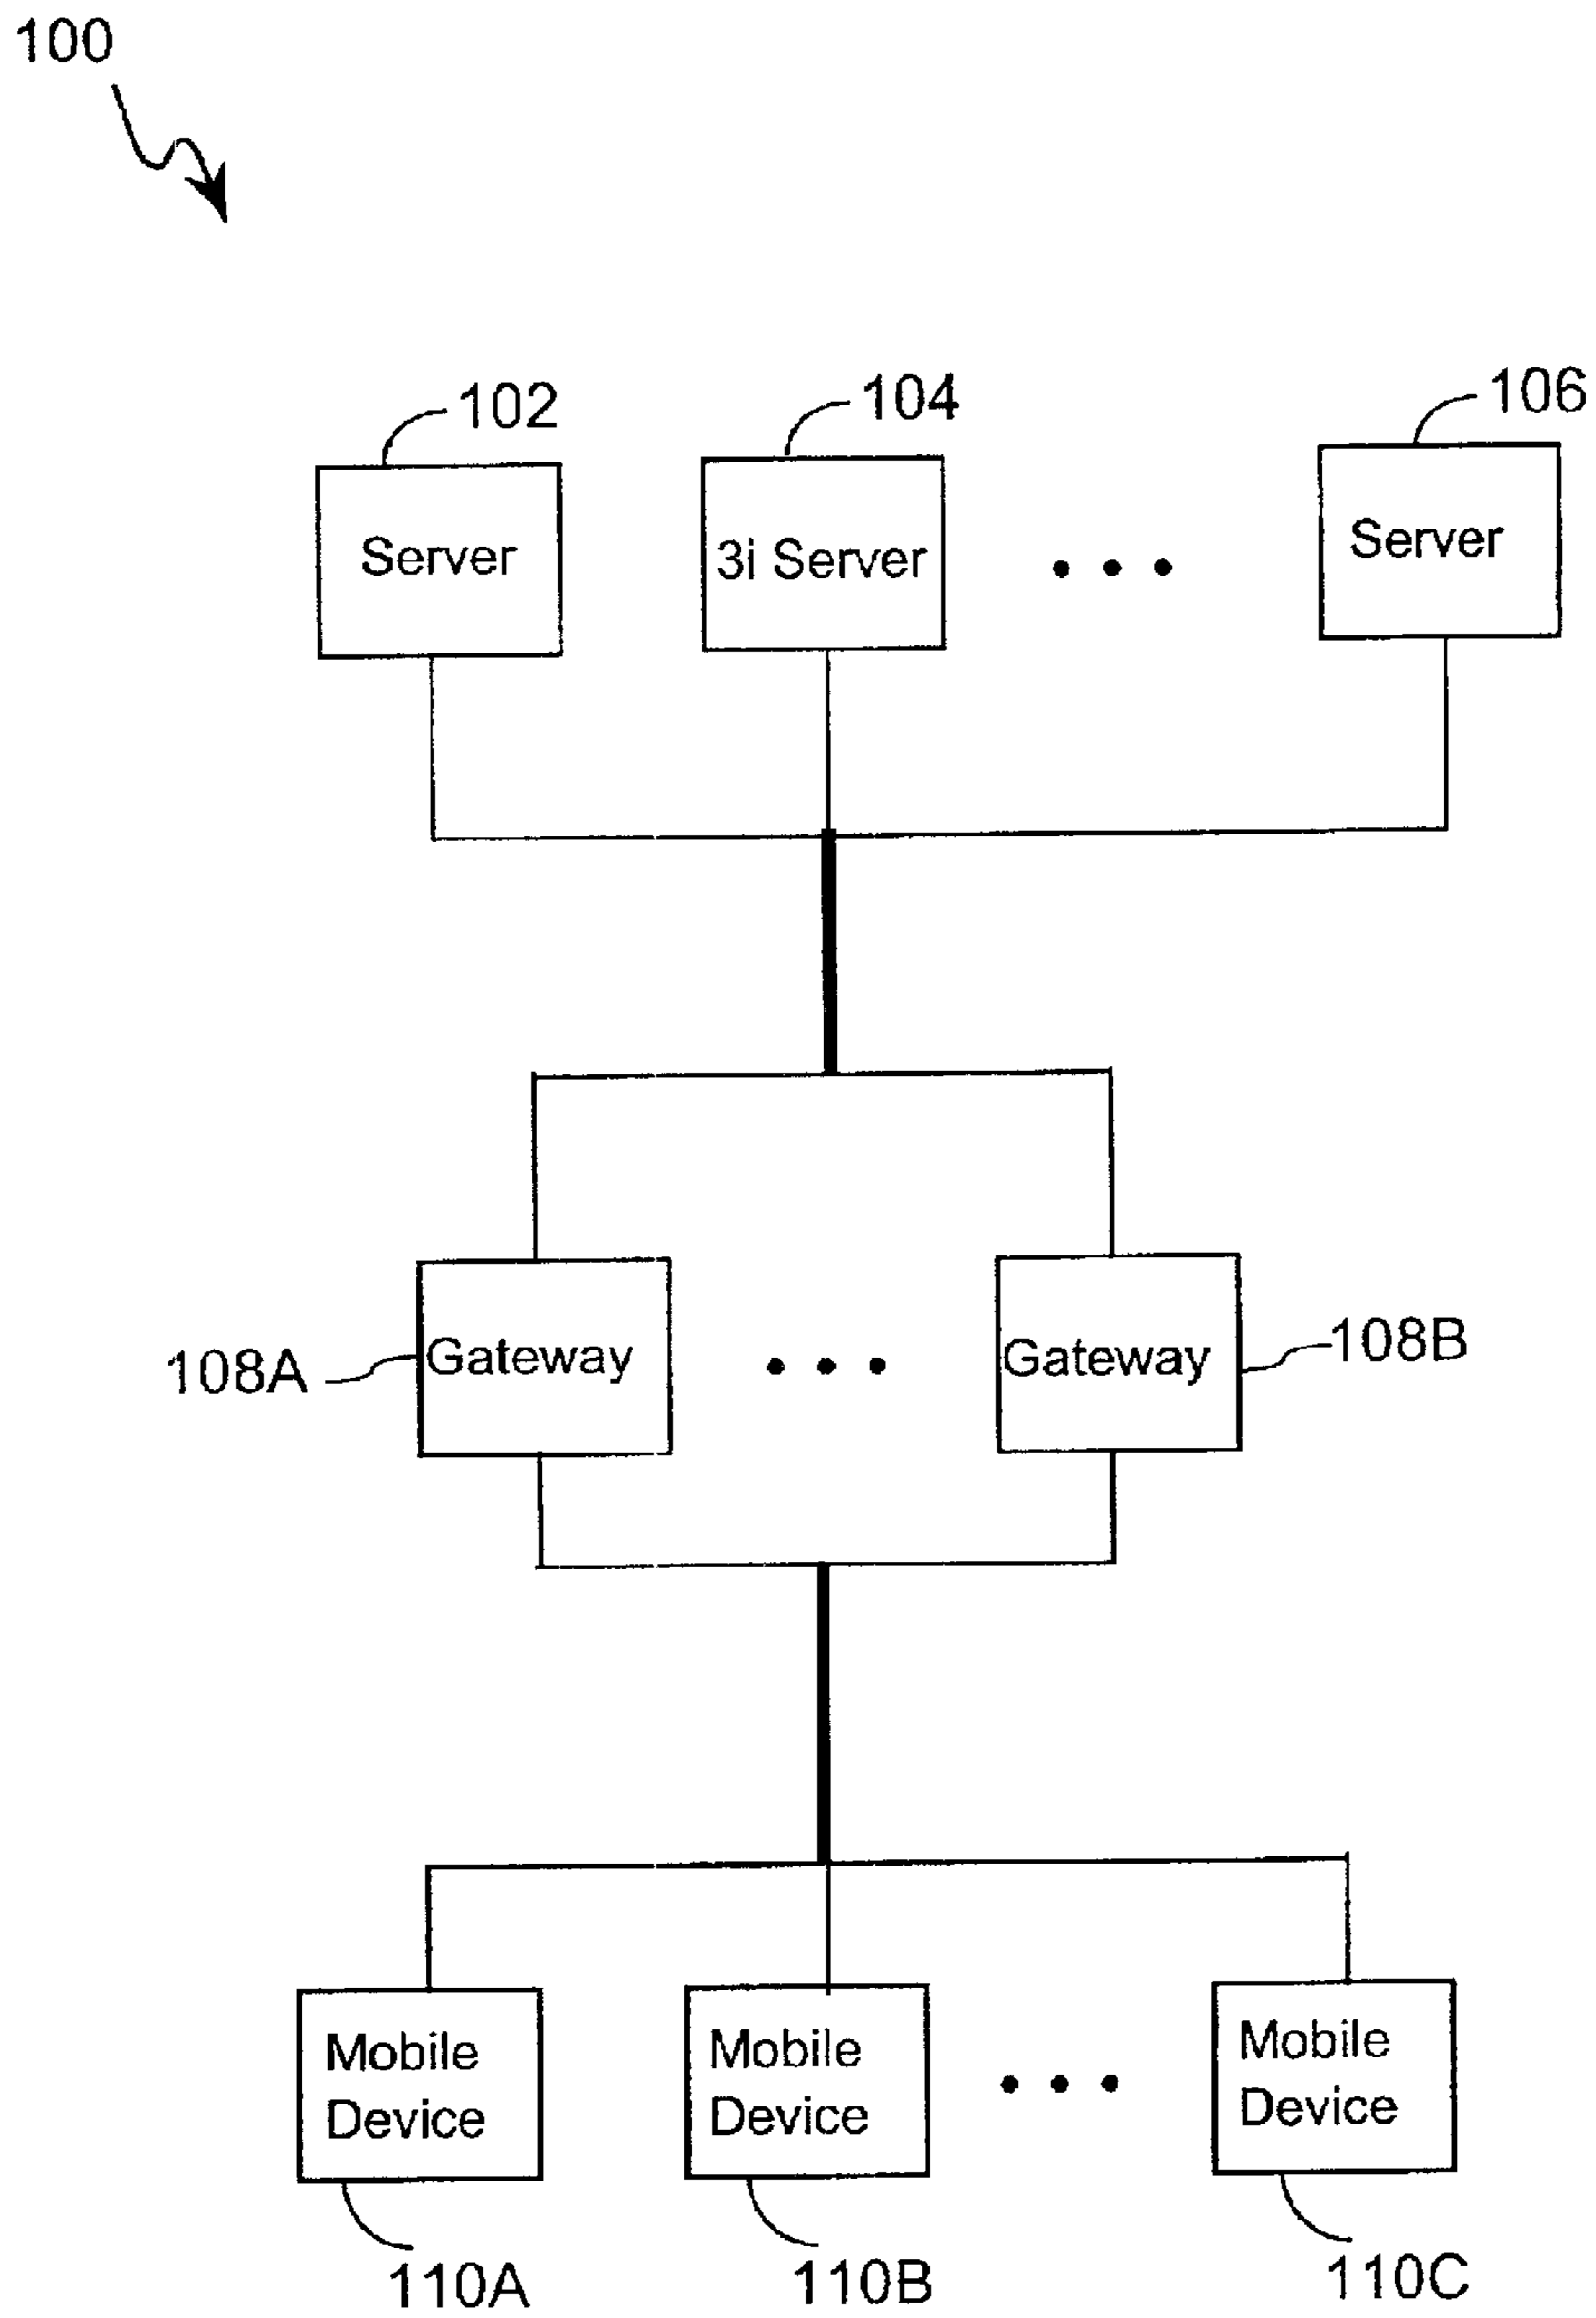 100
102
104
106
Server
3i Server
Server
108A
Gateway
Gateway
108B
Mobile
Device
Mobile
Device
Mobile
Device
110A
110B
110C